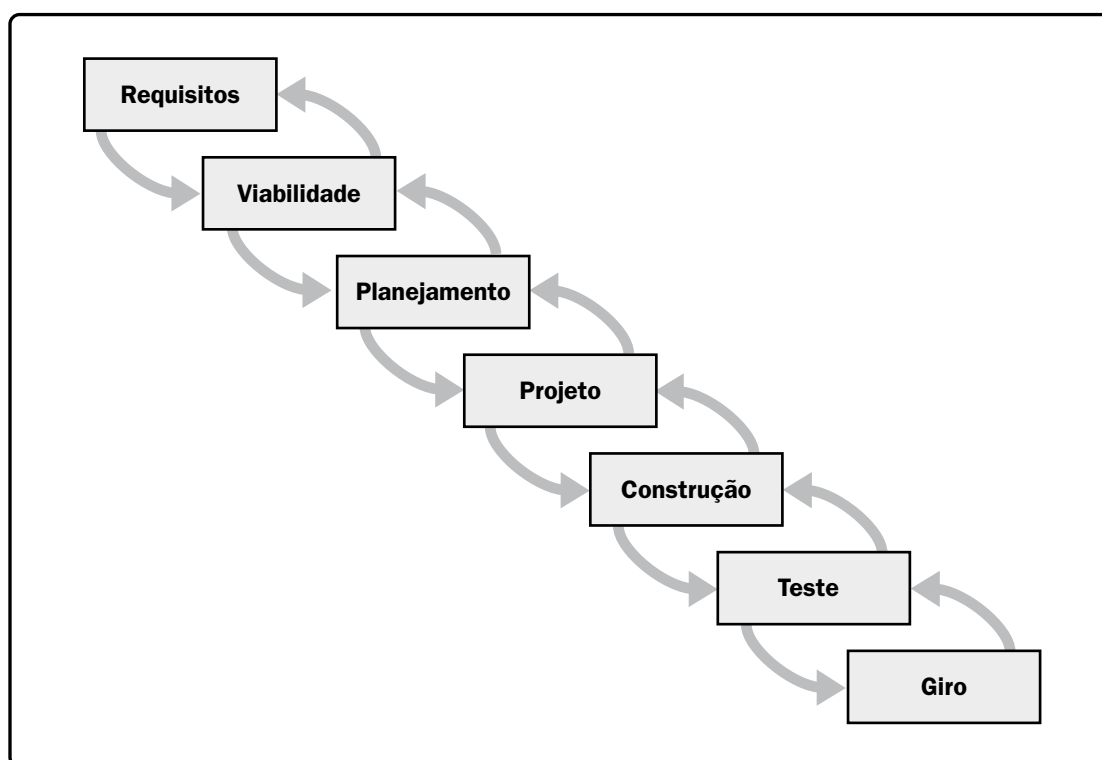 Requisitos
Viabilidade
Planejamento
Projeto
Construção
Teste
Giro